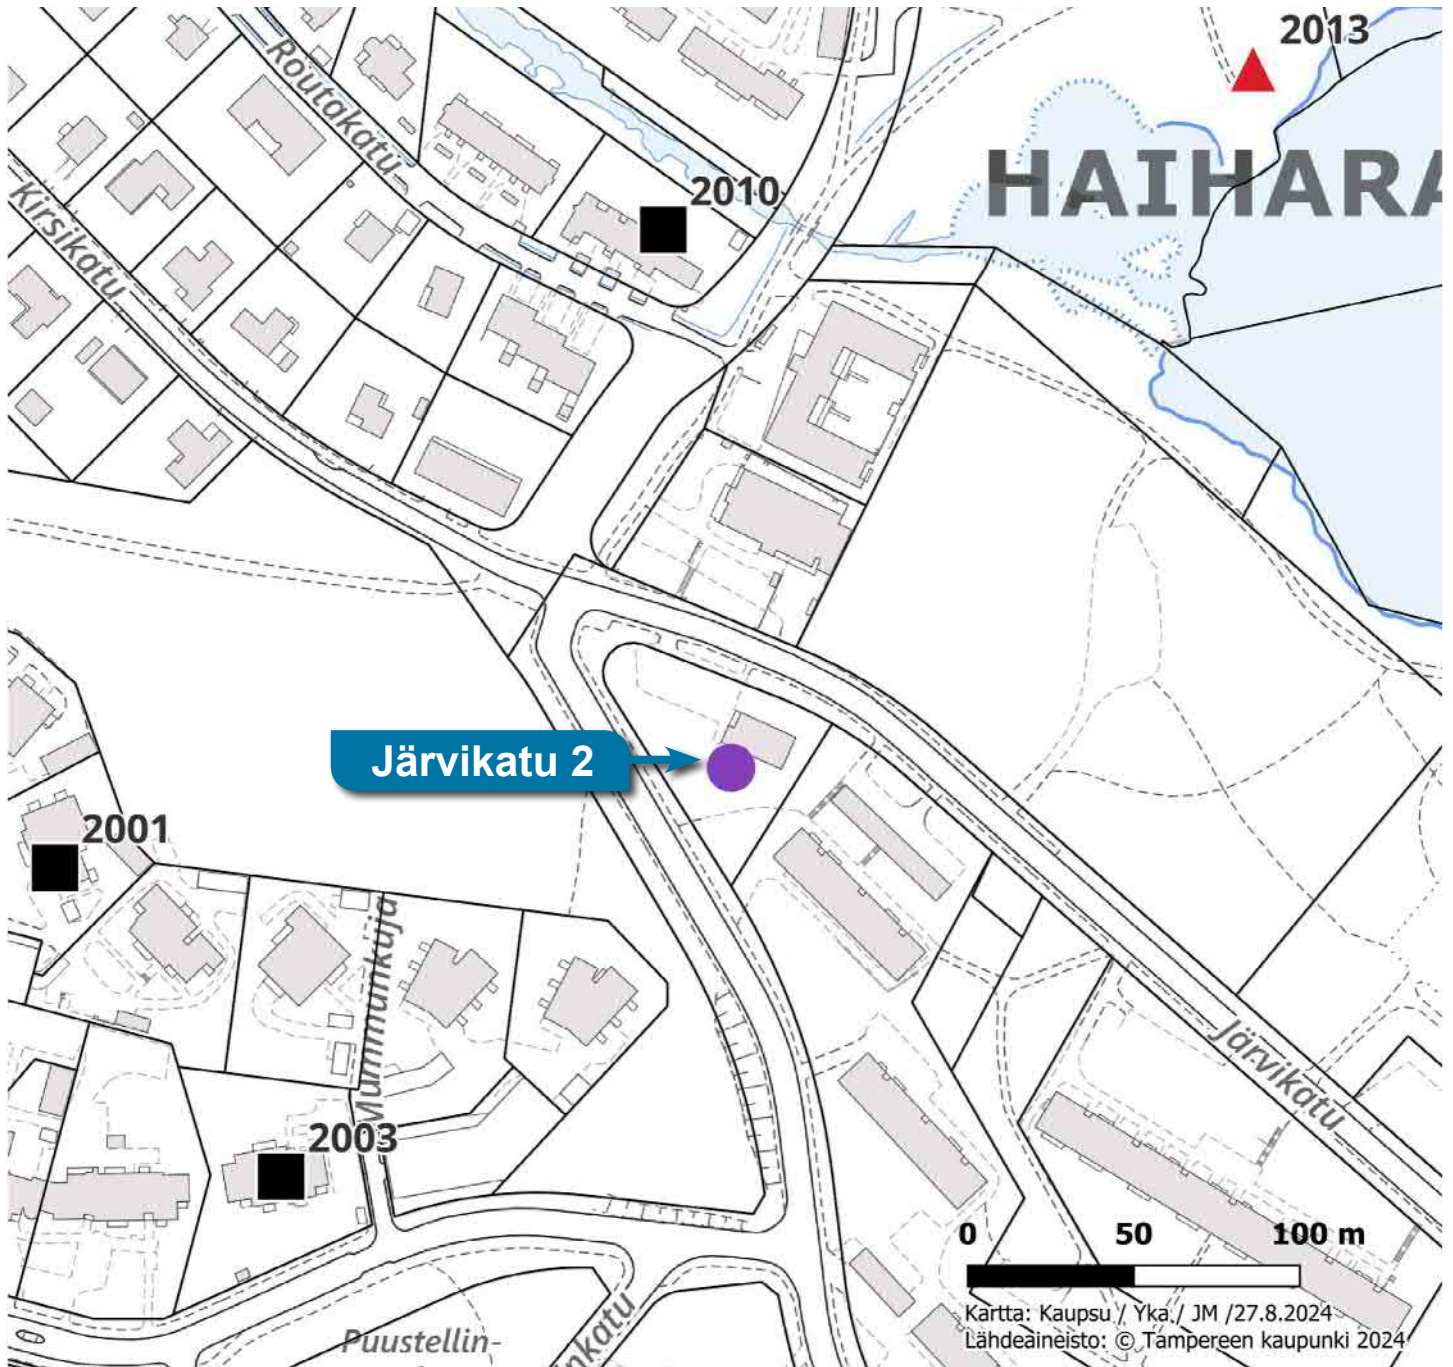 2013
Routakatu
HAIHARA
2010
Kirsikatu
Järvikatu 2
2001
Mummunkuja
Järvikatu
2003
0 50 100 m
Kartta: Kaupsu / Yka / JM /27.8.2024
Lähdeaineisto: © Tampereen kaupunki 2024
Puustellin-
nkatu